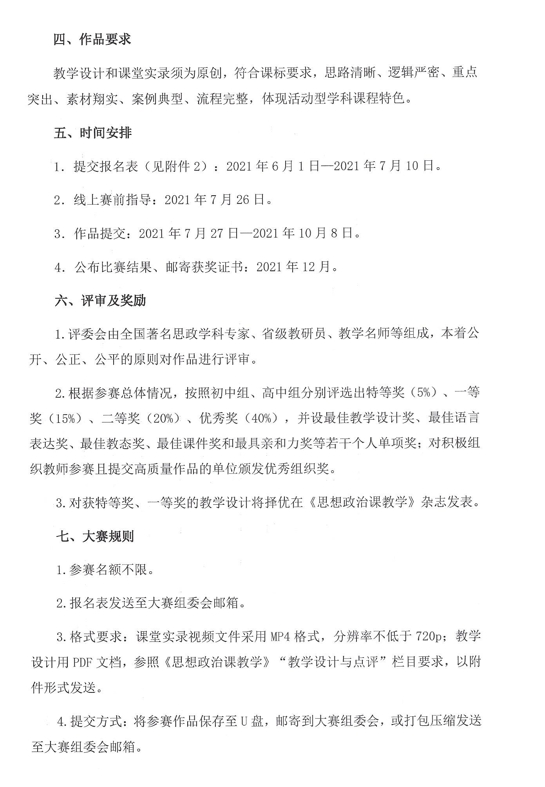 四、作品要求
教学设计和课堂实录须为原创，符合课标要求，思路清晰、逻辑严密、重点
突出、素材翔实、案例典型、流程完整，体现活动型学科课程特色。
五、时间安排
1．提交报名表（见附件 2）：2021 年 6 月 1 日—2021 年 7 月 10 日。
2．线上赛前指导：2021 年 7 月 26 日。
3．作品提交：2021 年 7 月 27 日—2021 年 10 月 8 日。
4．公布比赛结果、邮寄获奖证书：2021 年 12 月。
六、评审及奖励
1.评委会由全国著名思政学科专家、省级教研员、教学名师等组成，本着公
开、公正、公平的原则对作品进行评审。
2.根据参赛总体情况，按照初中组、高中组分别评选出特等奖（5%）、一等
奖（15%）、二等奖（20%）、优秀奖（40%），并设最佳教学设计奖、最佳语言
表达奖、最佳教态奖、最佳课件奖和最具亲和力奖等若干个人单项奖；对积极组
织教师参赛且提交高质量作品的单位颁发优秀组织奖。
3.对获特等奖、一等奖的教学设计将择优在《思想政治课教学》杂志发表。
七、大赛规则
1.参赛名额不限。
2.报名表发送至大赛组委会邮箱。
3.格式要求：课堂实录视频文件采用 MP4 格式，分辨率不低于 720p；教学
设计用 PDF 文档，参照《思想政治课教学》“教学设计与点评”栏目要求，以附
件形式发送。
4.提交方式：将参赛作品保存至 U 盘，邮寄到大赛组委会，或打包压缩发送
至大赛组委会邮箱。